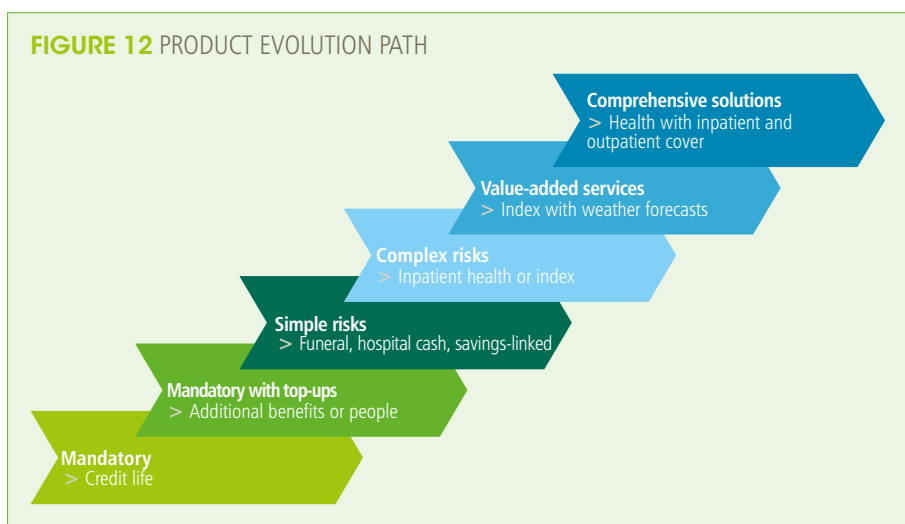 FIGURE 12 PRODUCT EVOLUTION PATH
Comprehensive solutions
> Health with inpatient and
outpatient cover
Value-added services
> Index with weather forecasts
Complex risks
> Inpatient health or index
Simple risks
> Funeral, hospital cash, savings-linked
Mandatory with top-ups
> Additional benefits or people
Mandatory
> Credit life